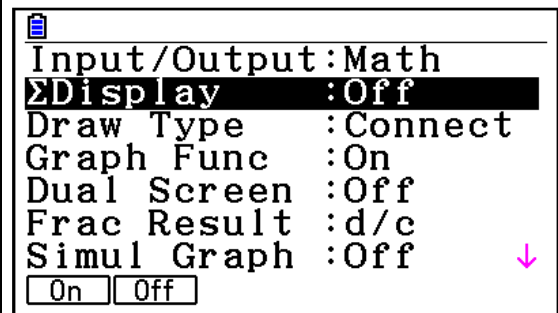 Input/Output:Math
ΣDisplay :Off
Draw Type :Connect
Graph Func :On
Dual Screen :Off
Frac Result :d/c
Simul Graph :Off ↓
On Off